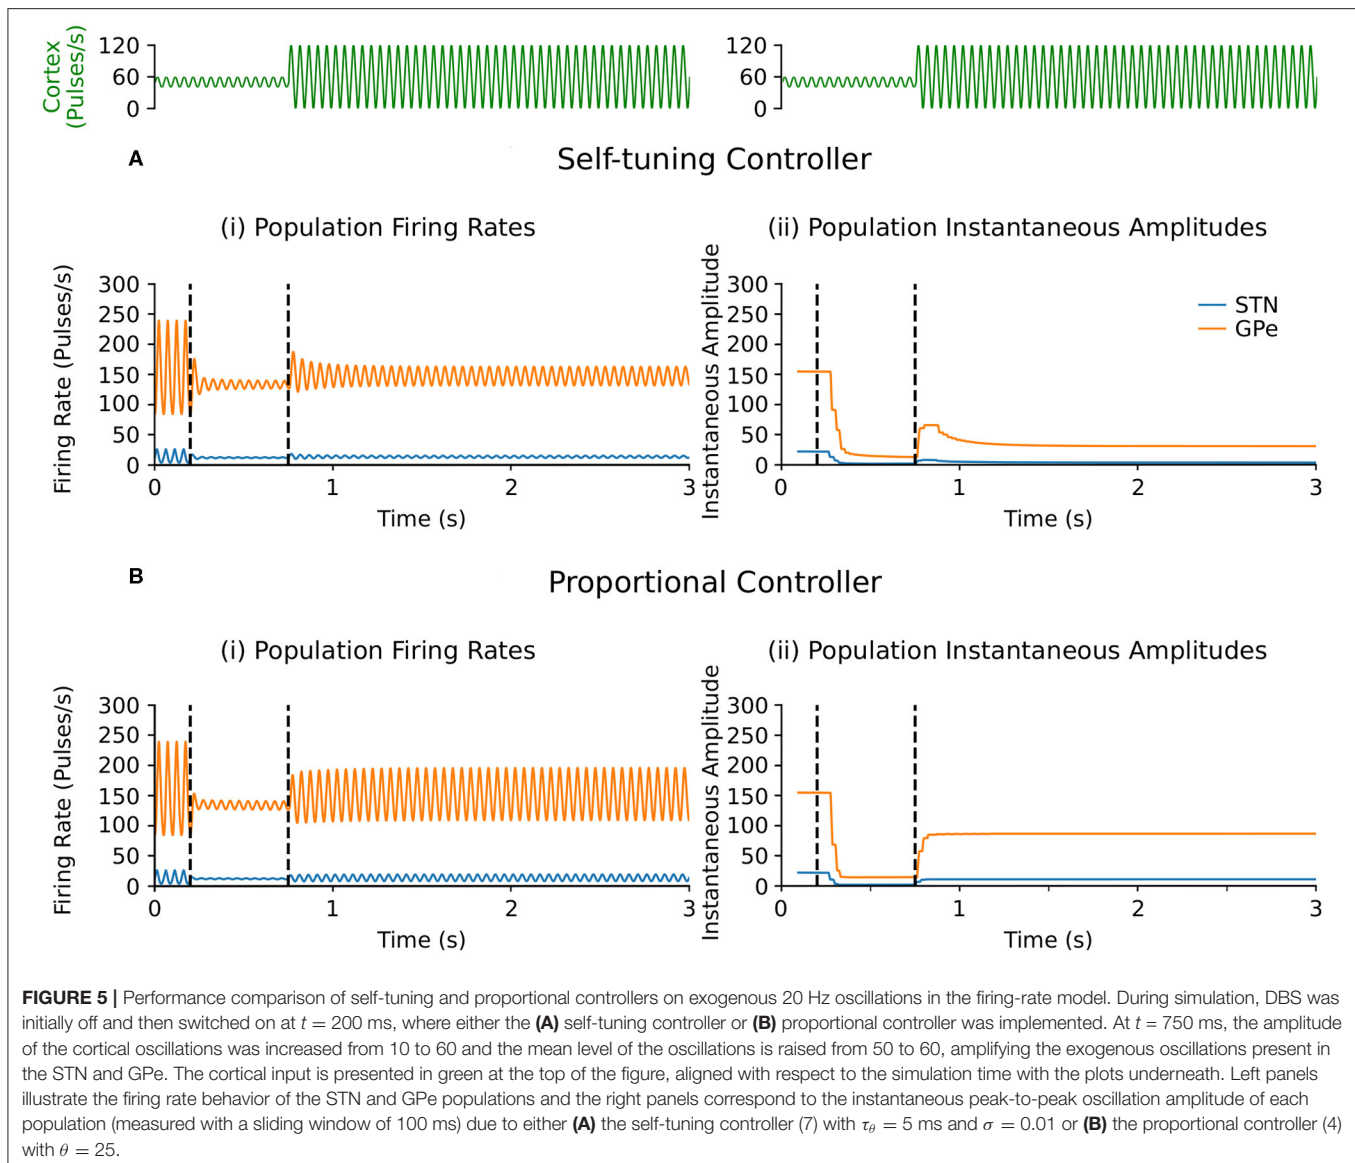 Cortex
(Pulses/s)
120
60
0
120
60
0
A
Self-tuning Controller
(i) Population Firing Rates
(ii) Population Instantaneous Amplitudes
Firing Rate (Pulses/s)
300
250
200
150
100
50
0
0 1 2 3
Time (s)
Instantaneous Amplitude
300
250
200
150
100
50
0
STN
GPe
0 1 2 3
Time (s)
B
Proportional Controller
(i) Population Firing Rates
(ii) Population Instantaneous Amplitudes
Firing Rate (Pulses/s)
300
250
200
150
100
50
0
0 1 2 3
Time (s)
Instantaneous Amplitude
300
250
200
150
100
50
0
0 1 2 3
Time (s)
FIGURE 5 | Performance comparison of self-tuning and proportional controllers on exogenous 20 Hz oscillations in the firing-rate model. During simulation, DBS was
initially off and then switched on at t = 200 ms, where either the (A) self-tuning controller or (B) proportional controller was implemented. At t = 750 ms, the amplitude
of the cortical oscillations was increased from 10 to 60 and the mean level of the oscillations is raised from 50 to 60, amplifying the exogenous oscillations present in
the STN and GPe. The cortical input is presented in green at the top of the figure, aligned with respect to the simulation time with the plots underneath. Left panels
illustrate the firing rate behavior of the STN and GPe populations and the right panels correspond to the instantaneous peak-to-peak oscillation amplitude of each
population (measured with a sliding window of 100 ms) due to either (A) the self-tuning controller (7) with τθ = 5 ms and σ = 0.01 or (B) the proportional controller (4)
with θ = 25.